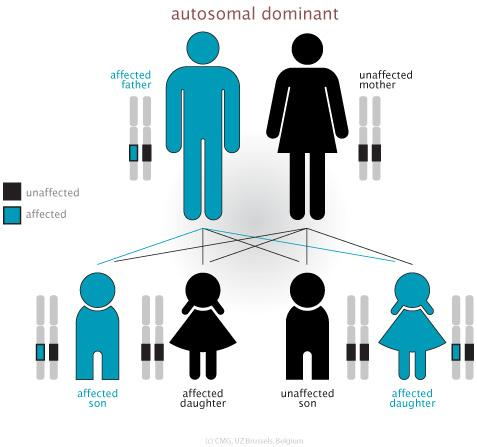 autosomal dominant
affected
father
unaffected
mother
unaffected
affected
affected
son
affected
daughter
unaffected
son
affected
daughter
(c) CMG, UZ Brussels, Belgium